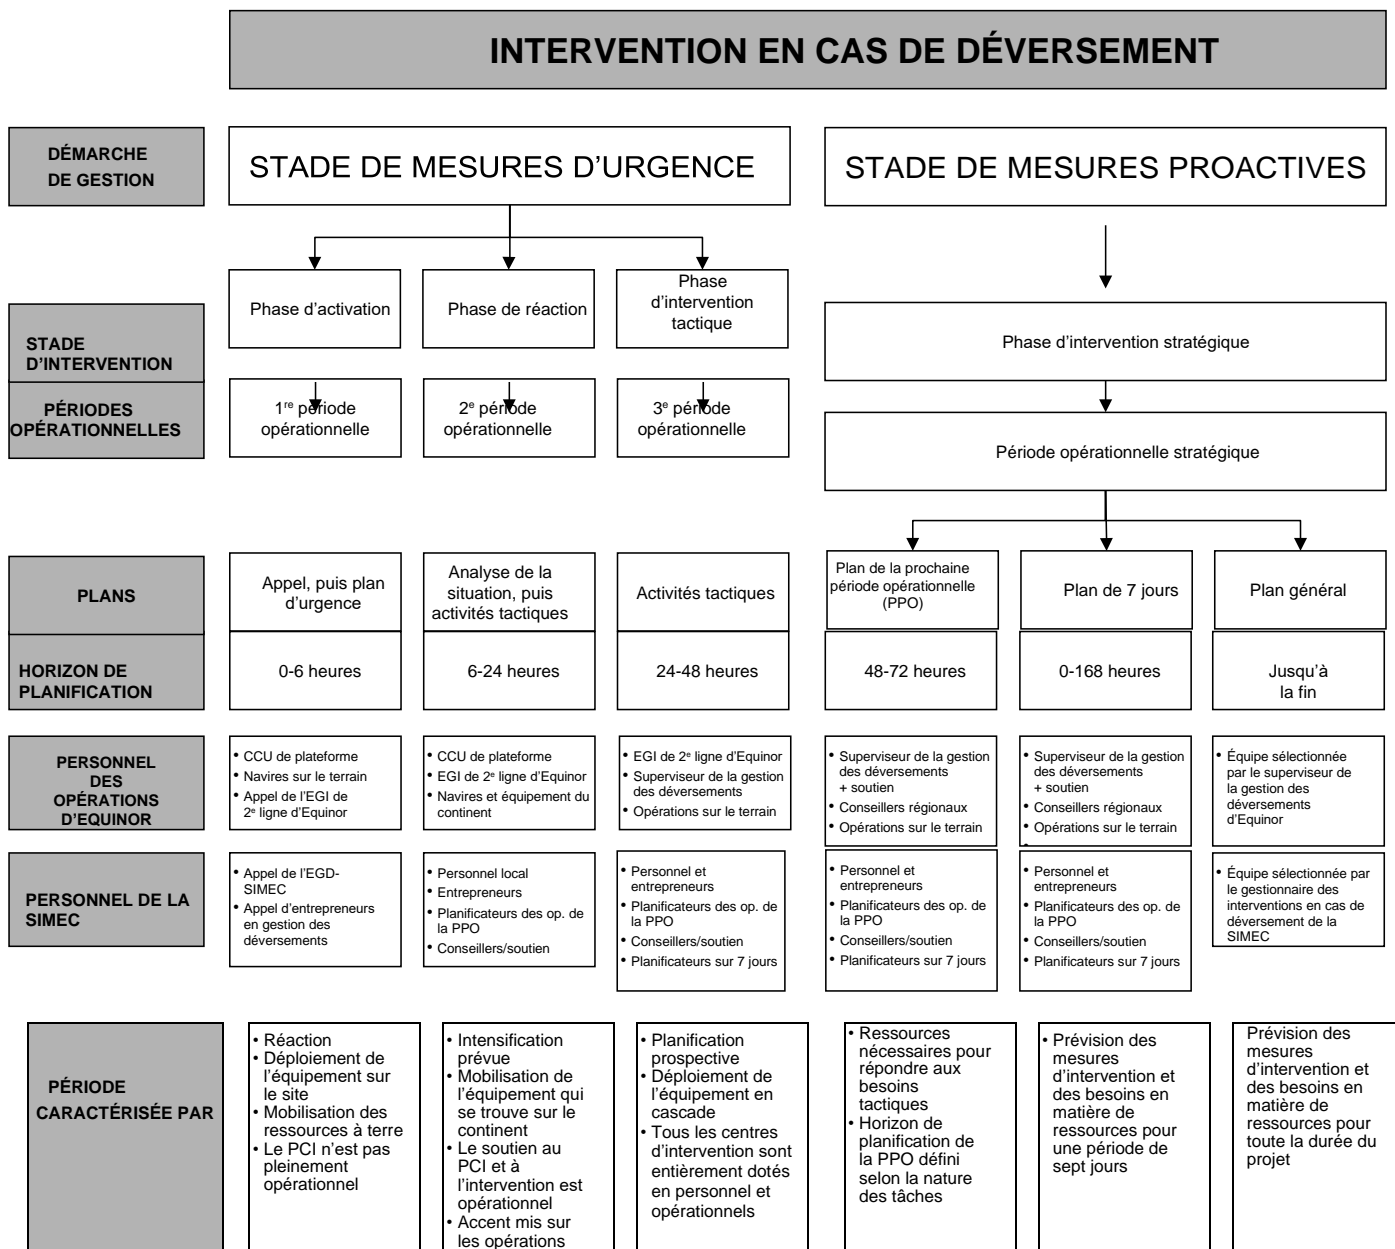 INTERVENTION EN CAS DE DÉVERSEMENT
DÉMARCHE
DE GESTION
STADE DE MESURES D’URGENCE
STADE DE MESURES PROACTIVES
STADE
D’INTERVENTION
Phase d’activation
Phase de réaction
Phase
d’intervention
tactique
Phase d’intervention stratégique
PÉRIODES
OPÉRATIONNELLES
1re période
opérationnelle
2e période
opérationnelle
3e période
opérationnelle
Période opérationnelle stratégique
PLANS
Appel, puis plan
d’urgence
Analyse de la
situation, puis
activités tactiques
Activités tactiques
Plan de la prochaine
période opérationnelle
(PPO)
Plan de 7 jours
Plan général
HORIZON DE
PLANIFICATION
0-6 heures
6-24 heures
24-48 heures
48-72 heures
0-168 heures
Jusqu’à
la fin
PERSONNEL
DES
OPÉRATIONS
D’EQUINOR
• CCU de plateforme
• Navires sur le terrain
• Appel de l’EGI de
2e ligne d’Equinor
• CCU de plateforme
• EGI de 2e ligne d’Equinor
• Navires et équipement du
continent
• EGI de 2e ligne d’Equinor
• Superviseur de la gestion
des déversements
• Opérations sur le terrain
• Superviseur de la gestion
des déversements
+ soutien
• Conseillers régionaux
• Opérations sur le terrain
• Superviseur de la gestion
des déversements
+ soutien
• Conseillers régionaux
• Opérations sur le terrain
•
• Équipe sélectionnée
par le superviseur de
la gestion des
déversements
d’Equinor
PERSONNEL DE LA
SIMEC
• Appel de l’EGD-
SIMEC
• Appel d’entrepreneurs
en gestion des
déversements
• Personnel local
• Entrepreneurs
• Planificateurs des op. de
la PPO
• Conseillers/soutien
• Personnel et
entrepreneurs
• Planificateurs des op. de
la PPO
• Conseillers/soutien
• Planificateurs sur 7 jours
• Personnel et
entrepreneurs
• Planificateurs des op. de
la PPO
• Conseillers/soutien
• Planificateurs sur 7 jours
• Personnel et
entrepreneurs
• Planificateurs des op. de
la PPO
• Conseillers/soutien
• Planificateurs sur 7 jours
• Équipe sélectionnée par
le gestionnaire des
interventions en cas de
déversement de la
SIMEC
PÉRIODE
CARACTÉRISÉE PAR
• Réaction
• Déploiement de
l’équipement sur
le site
• Mobilisation des
ressources à terre
• Le PCI n’est pas
pleinement
opérationnel
• Intensification
prévue
• Mobilisation de
l’équipement qui
se trouve sur le
continent
• Le soutien au
PCI et à
l’intervention est
opérationnel
• Accent mis sur
les opérations
• Planification
prospective
• Déploiement de
l’équipement en
cascade
• Tous les centres
d’intervention sont
entièrement dotés
en personnel et
opérationnels
• Ressources
nécessaires pour
répondre aux
besoins
tactiques
• Horizon de
planification de
la PPO défini
selon la nature
des tâches
• Prévision des
mesures
d’intervention et
des besoins en
matière de
ressources pour
une période de
sept jours
Prévision des
mesures
d’intervention et
des besoins en
matière de
ressources pour
toute la durée du
projet